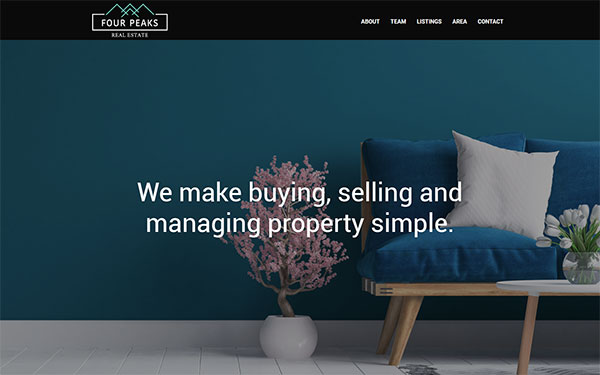 FOUR PEAKS
REAL ESTATE
ABOUT TEAM LISTINGS AREA CONTACT
We make buying, selling and
managing property simple.